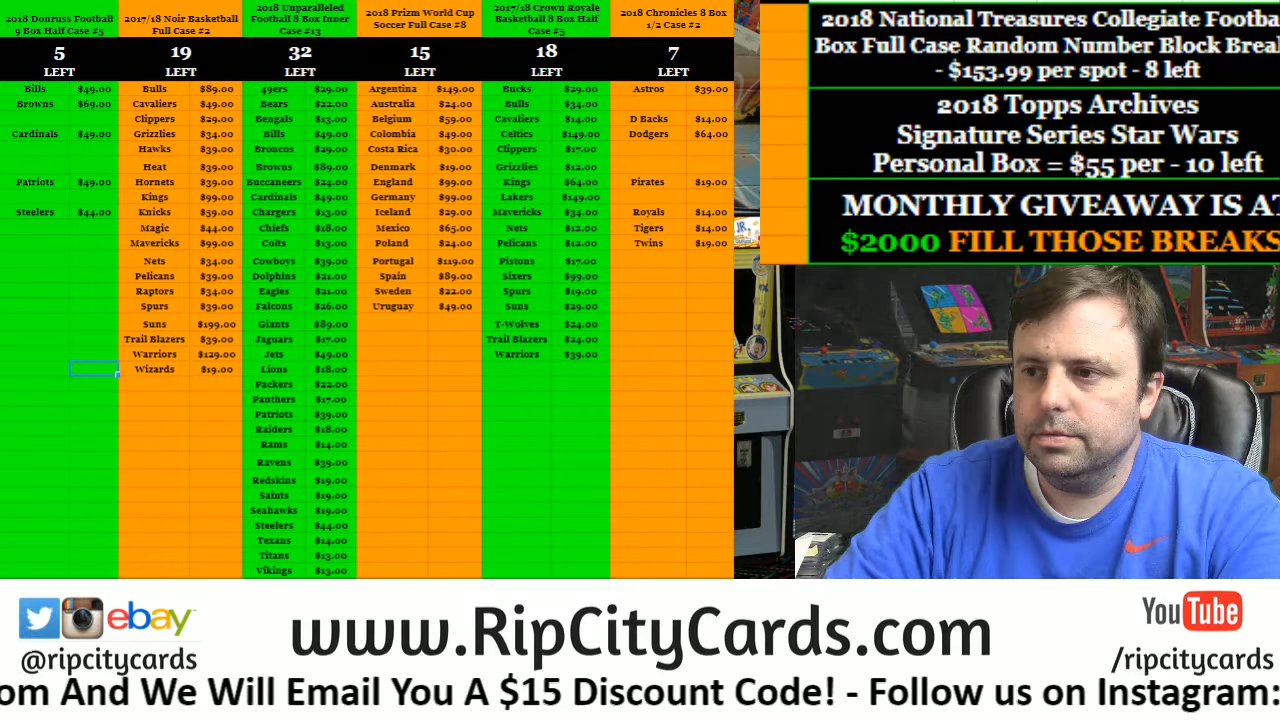 2018 Donruss Football
9 Box Half Case #5
5
LEFT
Bills $49.00
Browns $69.00
Cardinals $49.00
Patriots $49.00
Steelers $44.00
2017/18 Noir Basketball
Full Case #2
19
LEFT
Bulls $89.00
Cavaliers $49.00
Clippers $29.00
Grizzlies $34.00
Hawks $39.00
Heat $39.00
Hornets $39.00
Kings $99.00
Knicks $59.00
Magic $44.00
Mavericks $99.00
Nets $34.00
Pelicans $39.00
Raptors $34.00
Spurs $39.00
Suns $199.00
Trail Blazers $39.00
Warriors $129.00
Wizards $19.00
2018 Unparalleled
Football 8 Box Inner
Case #13
32
LEFT
49ers $29.00
Bears $22.00
Bengals $13.00
Bills $49.00
Broncos $29.00
Browns $89.00
Buccaneers $24.00
Cardinals $49.00
Chargers $13.00
Chiefs $18.00
Colts $13.00
Cowboys $39.00
Dolphins $21.00
Eagles $21.00
Falcons $26.00
Giants $89.00
Jaguars $17.00
Jets $49.00
Lions $18.00
Packers $22.00
Panthers $17.00
Patriots $39.00
Raiders $18.00
Rams $14.00
Ravens $39.00
Redskins $19.00
Saints $19.00
Seahawks $19.00
Steelers $44.00
Texans $14.00
Titans $13.00
Vikings $13.00
2018 Prizm World Cup
Soccer Full Case #8
15
LEFT
Argentina $149.00
Australia $24.00
Belgium $59.00
Colombia $49.00
Costa Rica $30.00
Denmark $19.00
England $99.00
Germany $99.00
Iceland $29.00
Mexico $65.00
Poland $24.00
Portugal $119.00
Spain $89.00
Sweden $22.00
Uruguay $49.00
2017/18 Crown Royale
Basketball 8 Box Half
Case #5
18
LEFT
Bucks $29.00
Bulls $34.00
Cavaliers $14.00
Celtics $149.00
Clippers $17.00
Grizzlies $12.00
Kings $64.00
Lakers $149.00
Mavericks $34.00
Nets $12.00
Pelicans $12.00
Pistons $17.00
Sixers $99.00
Spurs $19.00
Suns $29.00
T-Wolves $24.00
Trail Blazers $24.00
Warriors $39.00
2018 Chronicles 8 Box
1/2 Case #2
7
LEFT
Astros $39.00
D Backs $14.00
Dodgers $64.00
Pirates $19.00
Royals $14.00
Tigers $14.00
Twins $19.00
2018 National Treasures Collegiate Footba
Box Full Case Random Number Block Brea
- $153.99 per spot - 8 left
2018 Topps Archives
Signature Series Star Wars
Personal Box = $55 per - 10 left
MONTHLY GIVEAWAY IS AT
$2000 FILL THOSE BREAKS
JR.
ebay
@ripcitycards
www.RipCityCards.com
YouTube
/ripcitycards
om And We Will Email You A $15 Discount Code! - Follow us on Instagram: